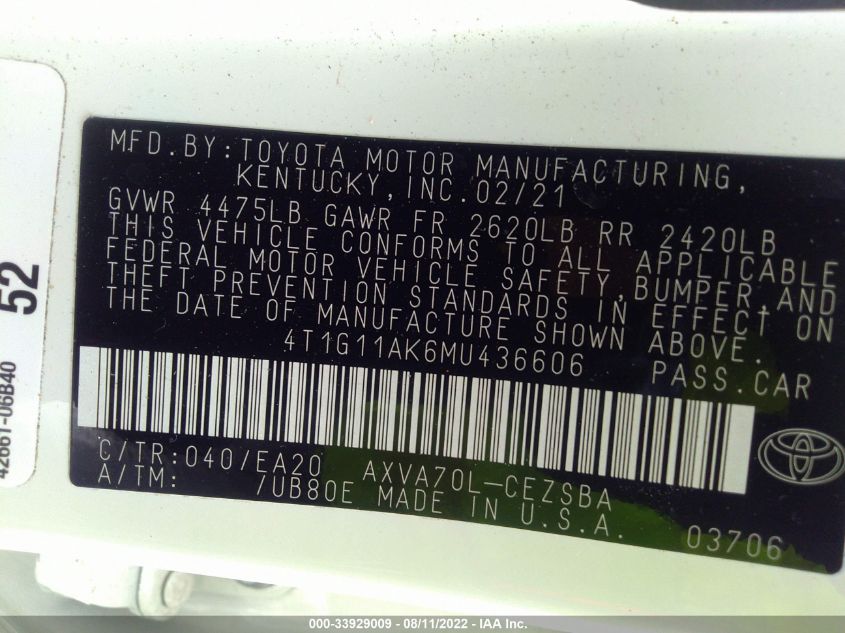 MFD.BY:TOYOTA MOTOR MANUFACTURING,
KENTUCKY,INC.02/21
GVWR 4475LB GAWR FR 2620LB RR 2420LB
THIS VEHICLE CONFORMS TO ALL APPLICABLE
FEDERAL MOTOR VEHICLE SAFETY,BUMPER,AND
THEFT PREVENTION STANDARDS IN EFFECT ON
THE DATE OF MANUFACTURE SHOWN ABOVE.
4T1G11AK6MU436606 PASS.CAR
C/TR:040/EA20 AXVA70L-CEZSBA
A/TM: /UB80E MADE IN U.S.A.
03706
52
42661-06B40
000-33929009 - 08/11/2022 - IAA Inc.